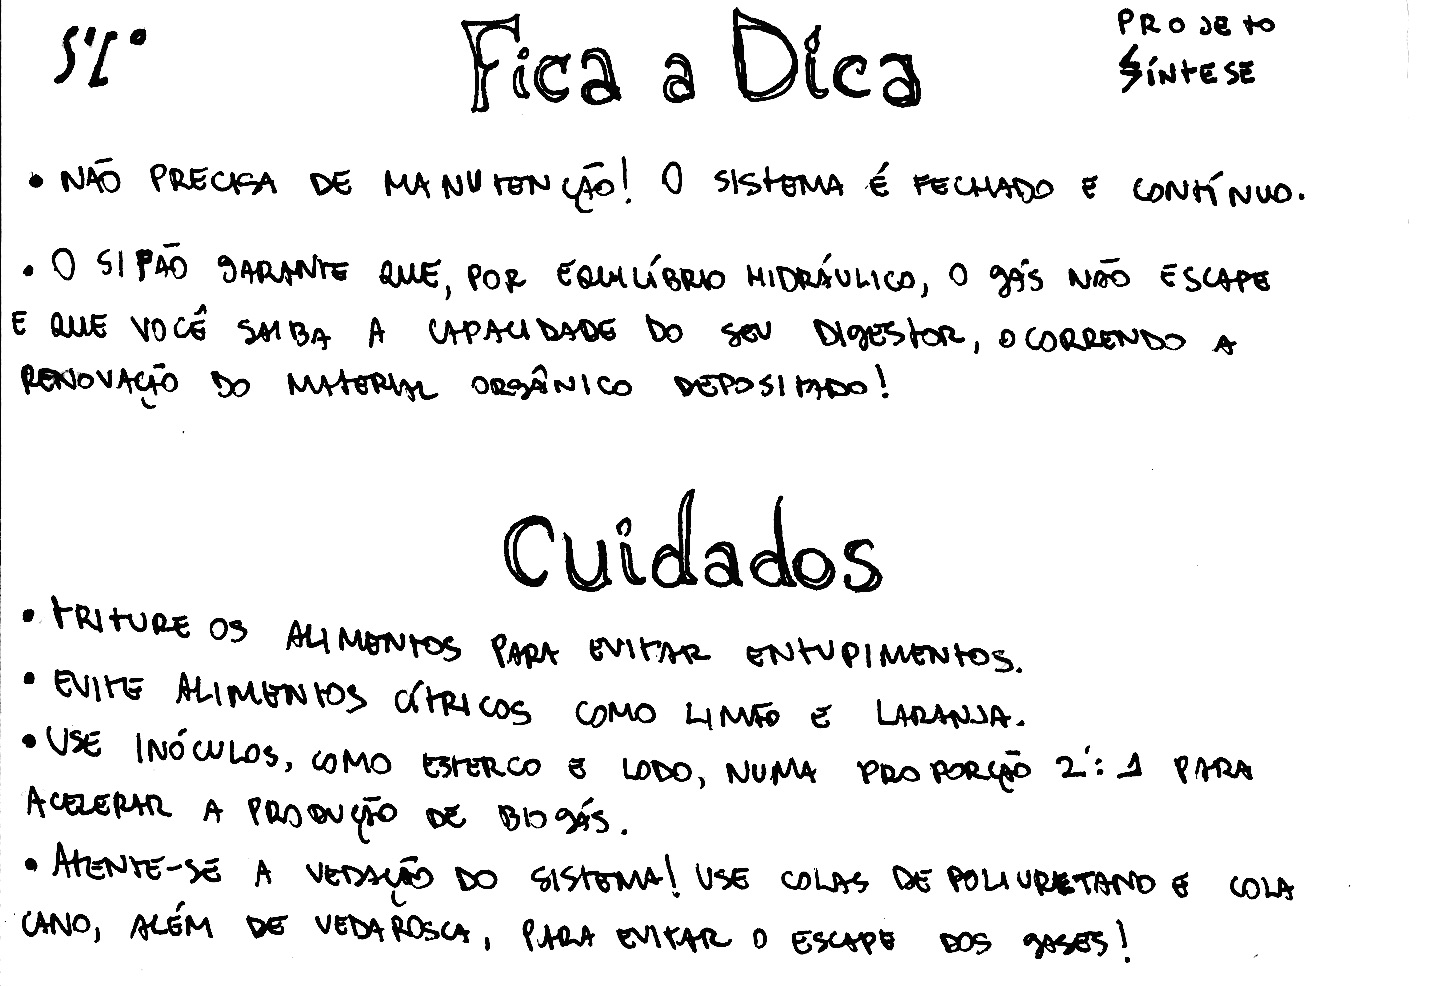 Fica a Dica
PROJETO
SÍNTESE
• NÃO PRECISA DE MANUTENÇÃO! O SISTEMA É FECHADO E CONTÍNUO.
• O SIFÃO GARANTE QUE, POR EQUILÍBRIO HIDRÁULICO, O GÁS NÃO ESCAPE
E QUE VOCÊ SAIBA A CAPACIDADE DO SEU DIGESTOR, OCORRENDO A
RENOVAÇÃO DO MATERIAL ORGÂNICO DEPOSITADO!
Cuidados
• TRITURE OS ALIMENTOS PARA EVITAR ENTUPIMENTOS.
• EVITE ALIMENTOS CÍTRICOS COMO LIMÃO E LARANJA.
• USE INÓCULOS, COMO ESTERCO E LODO, NUMA PROPORÇÃO 2:1 PARA
ACELERAR A PRODUÇÃO DE BIOGÁS.
• ATENTE-SE A VEDAÇÃO DO SISTEMA! USE COLAS DE POLIURETANO E COLA
CANO, ALÉM DE VEDAROSCA, PARA EVITAR O ESCAPE DOS GASES!